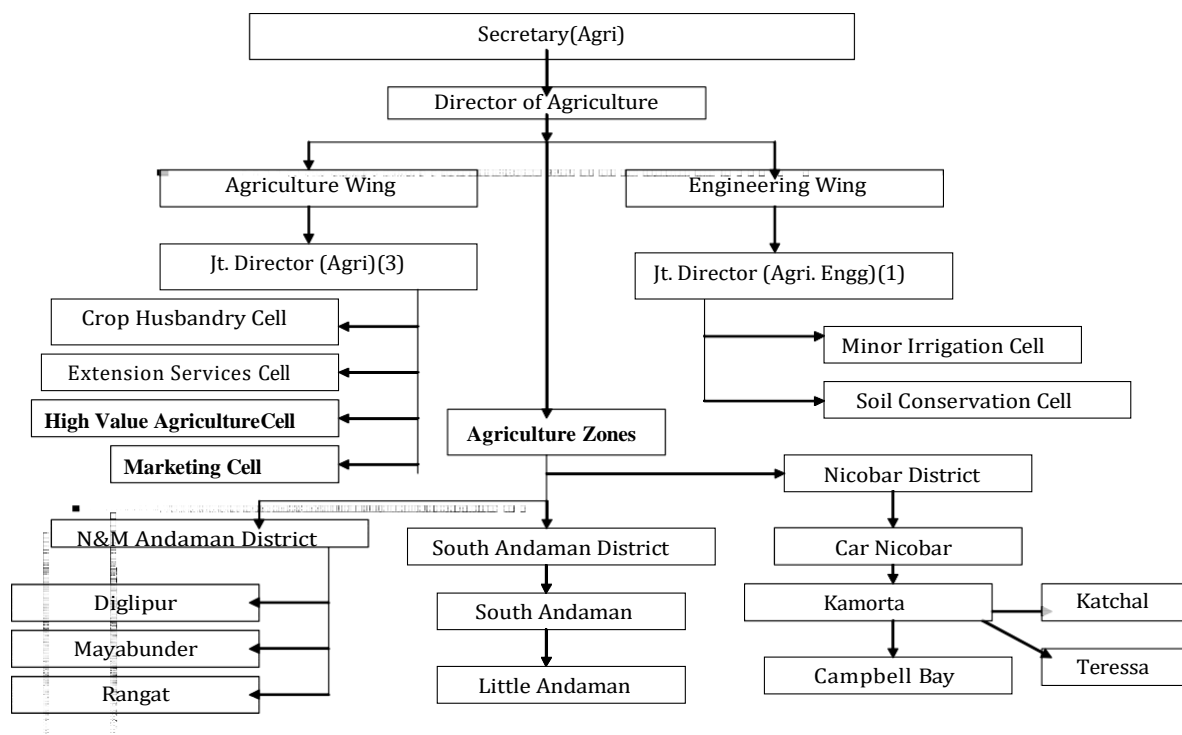 Secretary(Agri)
Director of Agriculture
Agriculture Wing
Engineering Wing
Jt. Director (Agri)(3)
Jt. Director (Agri. Engg)(1)
Crop Husbandry Cell
Minor Irrigation Cell
Extension Services Cell
Soil Conservation Cell
High Value AgricultureCell
Agriculture Zones
Marketing Cell
Nicobar District
N&M Andaman District
South Andaman District
Car Nicobar
Diglipur
South Andaman
Kamorta
Katchal
Mayabunder
Little Andaman
Campbell Bay
Teressa
Rangat